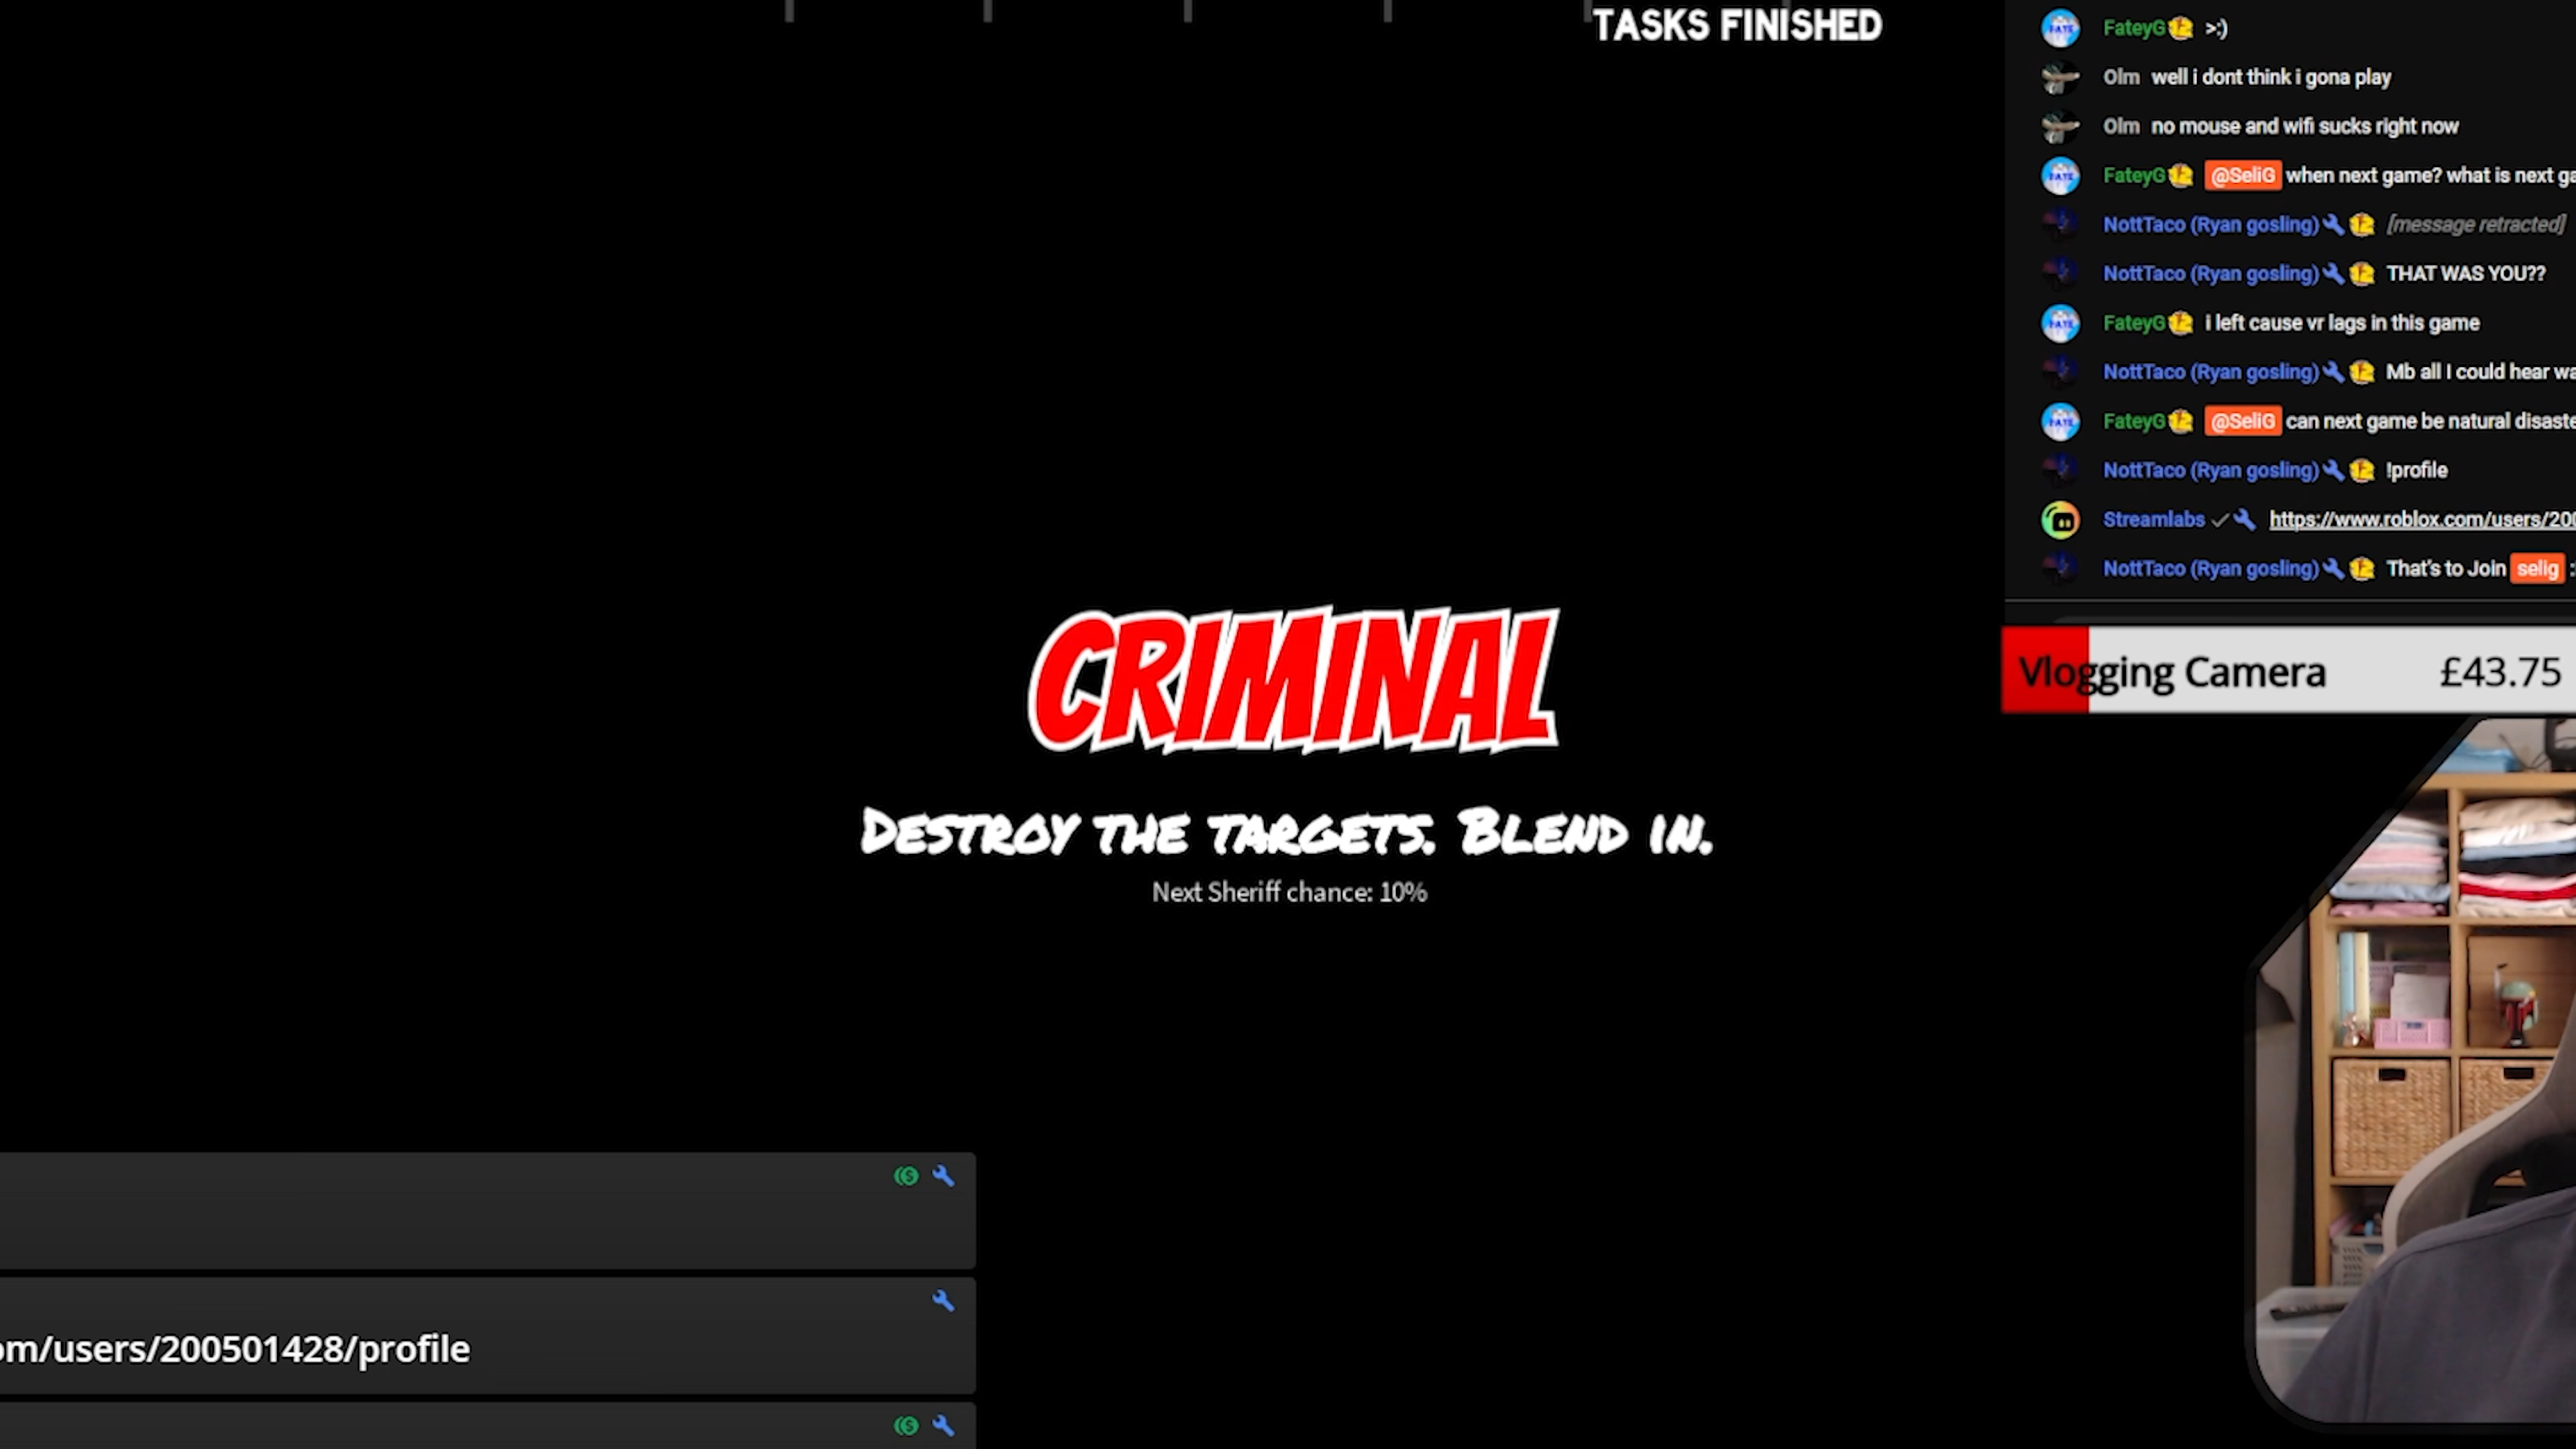 TASKS FINISHED
FateyG >:)
Olm well i dont think i gona play
Olm no mouse and wifi sucks right now
FateyG @SeliG when next game? what is next ga
NottTaco (Ryan gosling) [message retracted]
NottTaco (Ryan gosling) THAT WAS YOU??
FateyG i left cause vr lags in this game
NottTaco (Ryan gosling) Mb all I could hear wa
FateyG @SeliG can next game be natural disaste
NottTaco (Ryan gosling) !profile
Streamlabs https://www.roblox.com/users/200
NottTaco (Ryan gosling) That's to Join selig :
Vlogging Camera £43.75
CRIMINAL
DESTROY THE TARGETS. BLEND IN.
Next Sheriff chance: 10%
om/users/200501428/profile